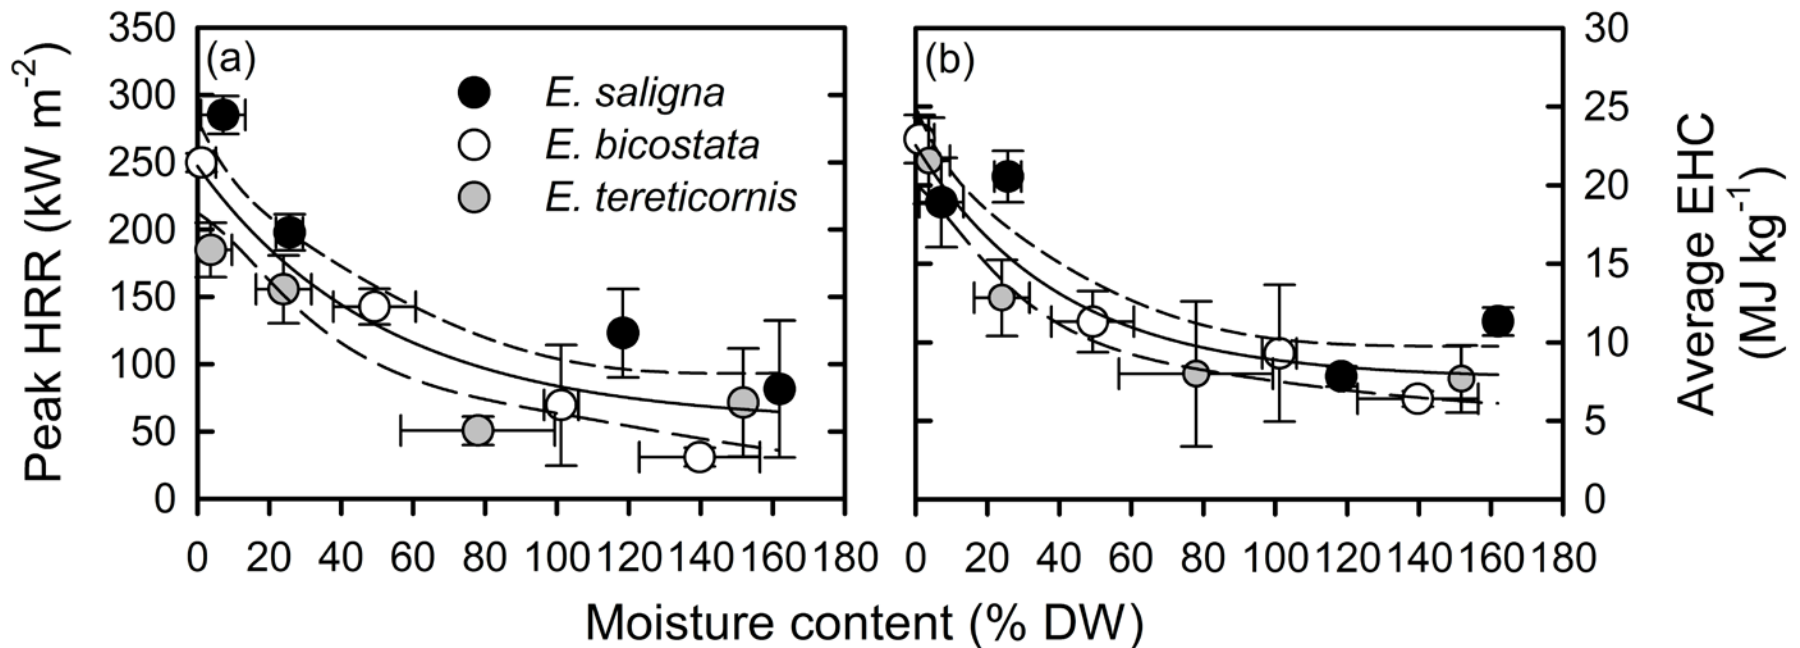 Peak HRR (kW m⁻²)
350
300
250
200
150
100
50
0
(a)
E. saligna
E. bicostata
E. tereticornis
0 20 40 60 80 100 120 140 160 180
(b)
30
25
20
15
10
5
0
Average EHC
(MJ kg⁻¹)
0 20 40 60 80 100 120 140 160 180
Moisture content (% DW)